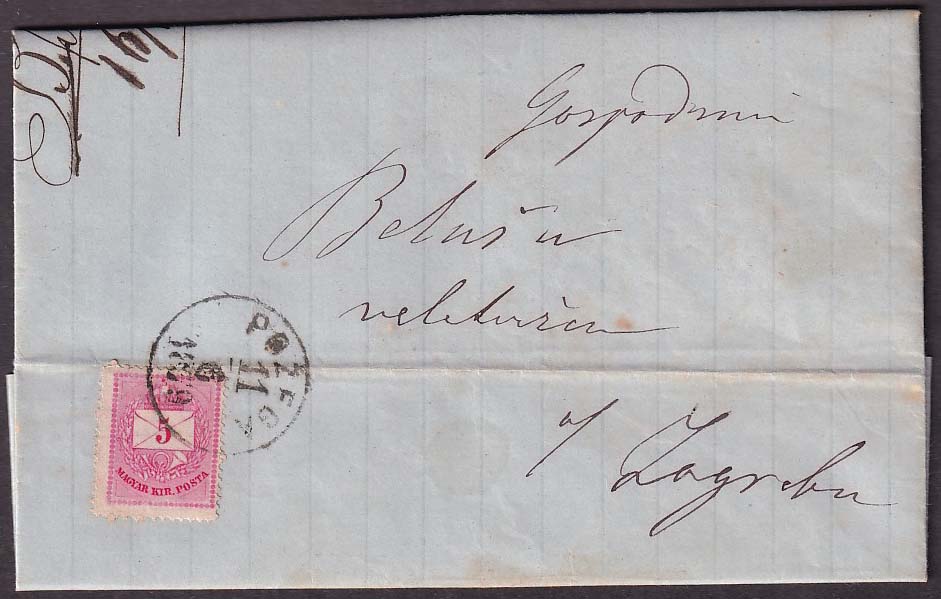 Gospodinu
Belušu
veletržcu
u/ Zagrebu
POŽEGA
11
5
MAGYAR KIR. POSTA